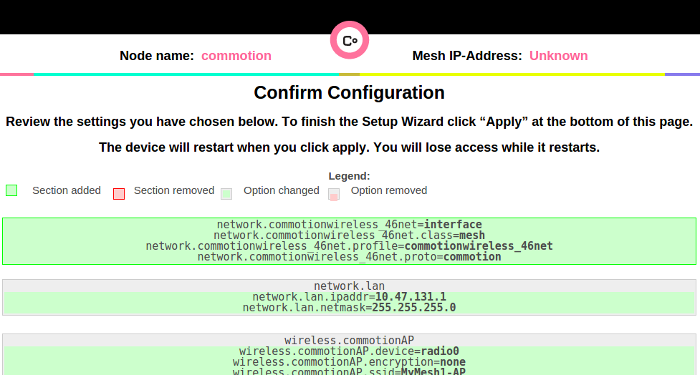 Co
Node name: commotion Mesh IP-Address: Unknown
Confirm Configuration
Review the settings you have chosen below. To finish the Setup Wizard click “Apply” at the bottom of this page.
The device will restart when you click apply. You will lose access while it restarts.
Legend:
Section added Section removed Option changed Option removed
network.commotionwireless_46net=interface
network.commotionwireless_46net.class=mesh
network.commotionwireless_46net.profile=commotionwireless_46net
network.commotionwireless_46net.proto=commotion
network.lan
network.lan.ipaddr=10.47.131.1
network.lan.netmask=255.255.255.0
wireless.commotionAP
wireless.commotionAP.device=radio0
wireless.commotionAP.encryption=none
wireless.commotionAP.ssid=MyMesh1-AP